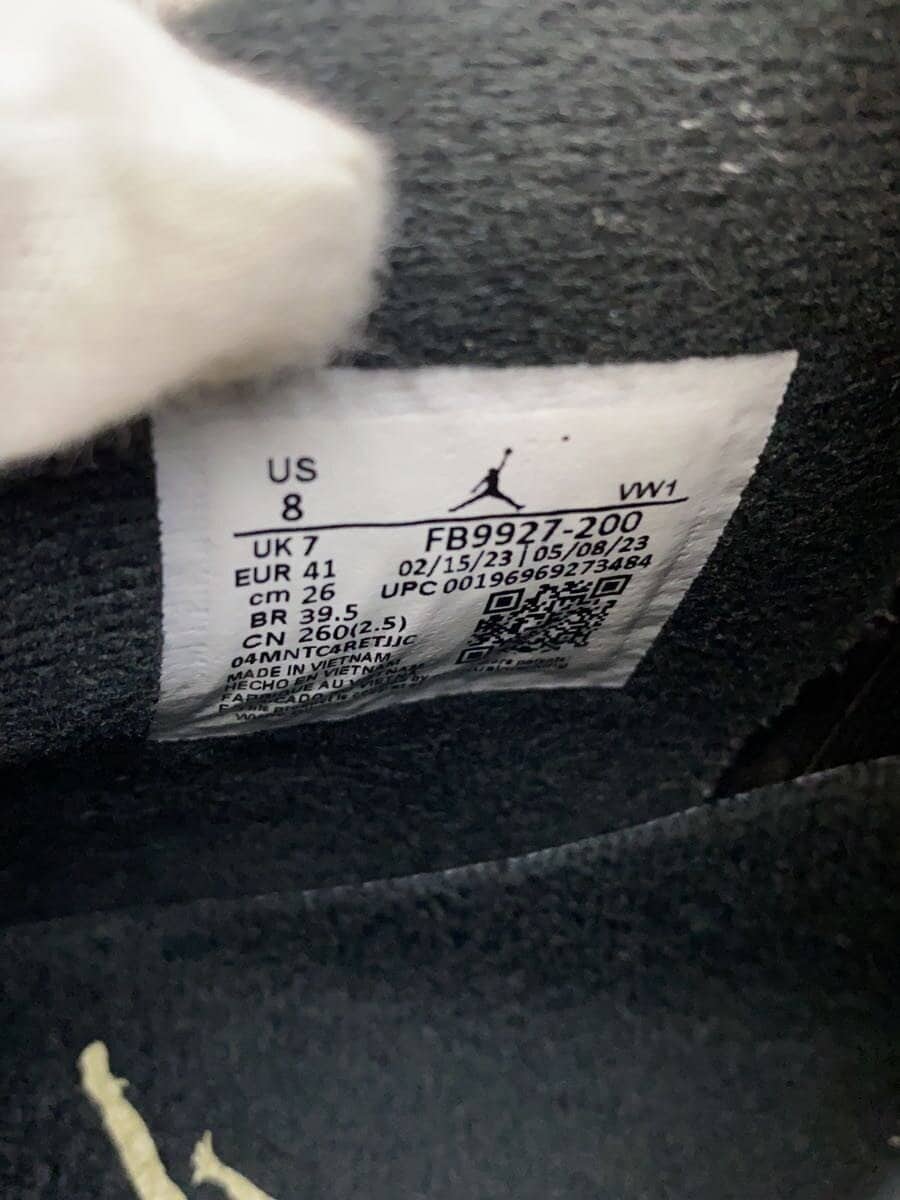 US
8
VW1
UK 7
EUR 41
cm 26
BR 39.5
CN 260(2.5)
04MNTC4RETJJC
MADE IN VIETNAM
HECHO EN VIETNAM
FB9927-200
02/15/23 | 05/08/23
UPC 00196969273484